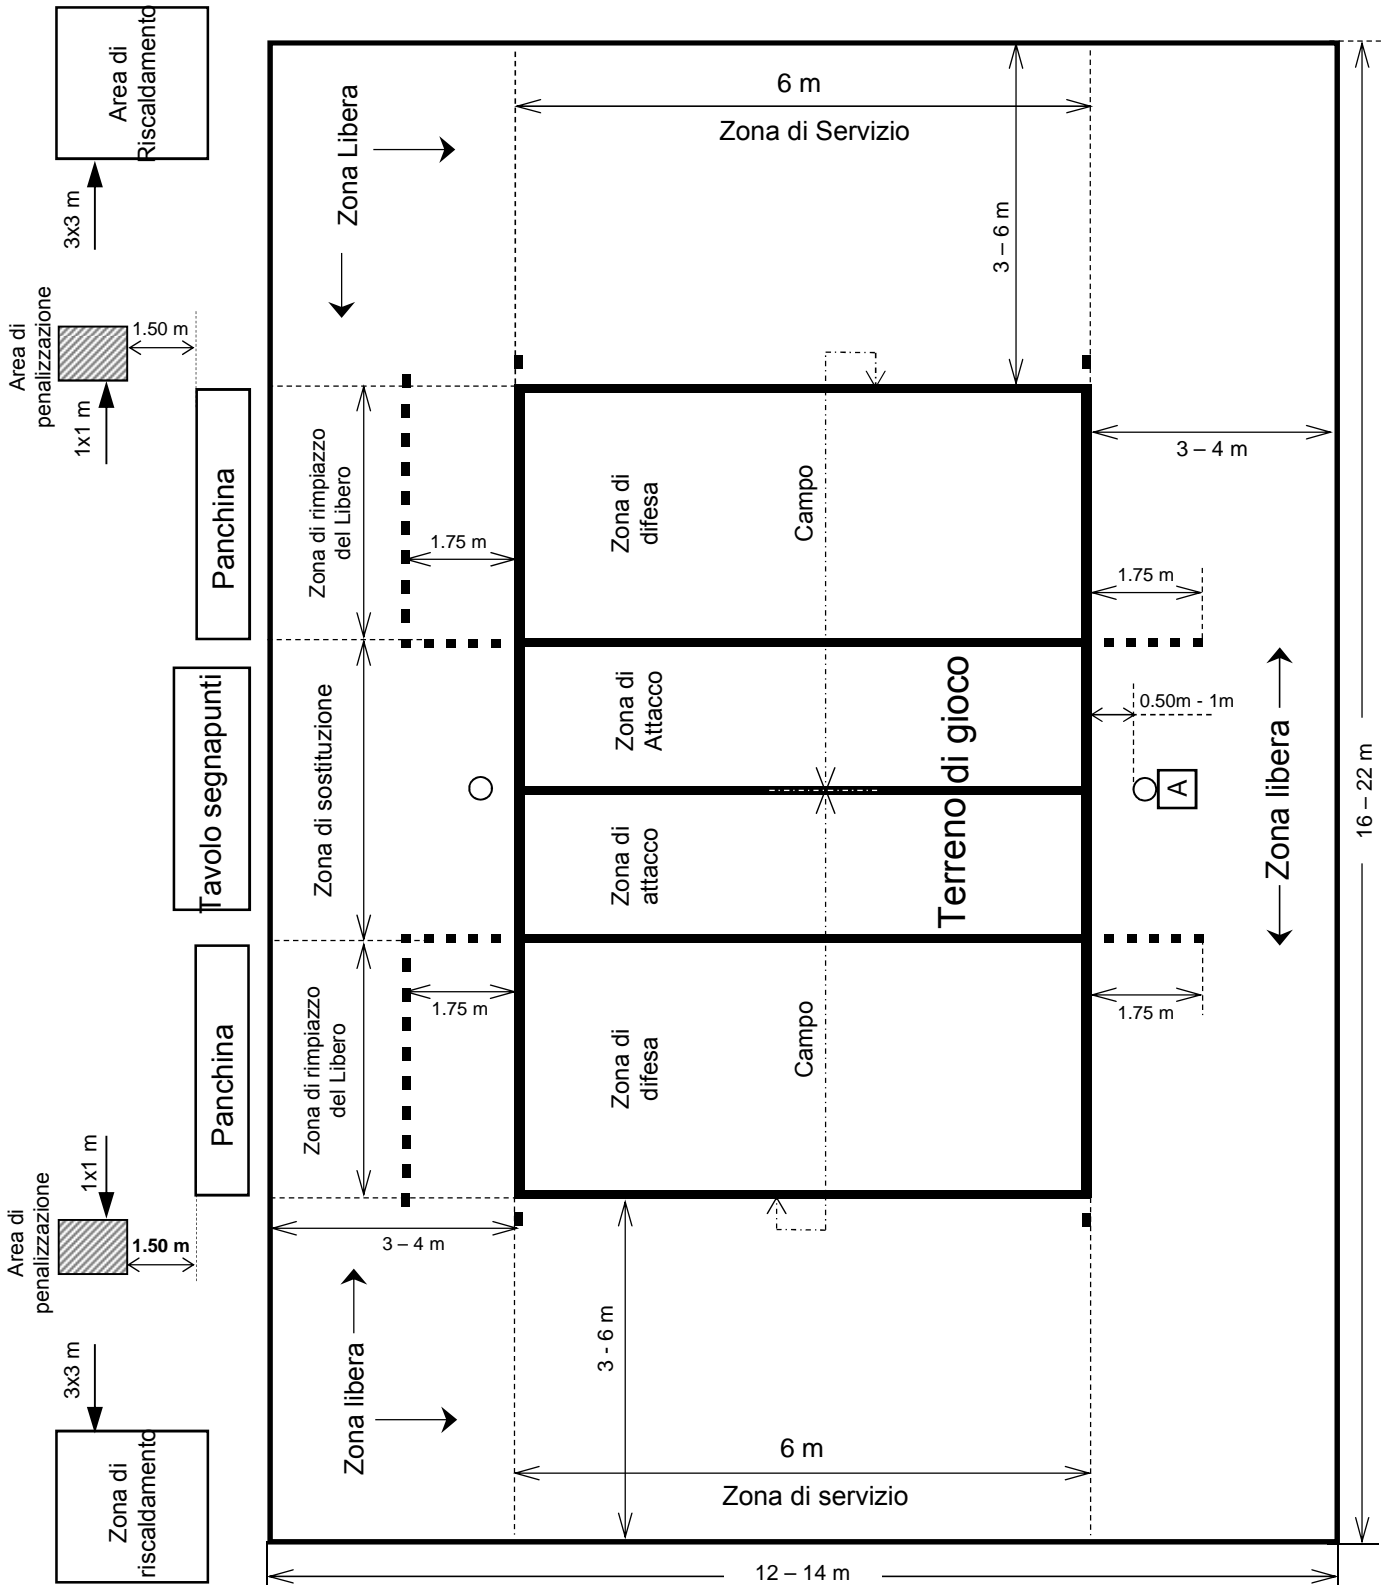 Area di
Riscaldamento
3x3 m
Area di
penalizzazione
1.50 m
1x1 m
Panchina
Tavolo segnapunti
Panchina
1x1 m
Area di
penalizzazione
1.50 m
3x3 m
Zona di
riscaldamento
Zona Libera
6 m
Zona di Servizio
3 – 6 m
3 – 4 m
Zona di rimpiazzo
del Libero
1.75 m
Zona di
difesa
Campo
1.75 m
Zona di sostituzione
Zona di
Attacco
Terreno di gioco
0.50m - 1m
A
Zona libera
16 – 22 m
Zona di
attacco
Zona di rimpiazzo
del Libero
1.75 m
Zona di
difesa
Campo
1.75 m
3 – 4 m
Zona libera
3 - 6 m
6 m
Zona di servizio
12 – 14 m